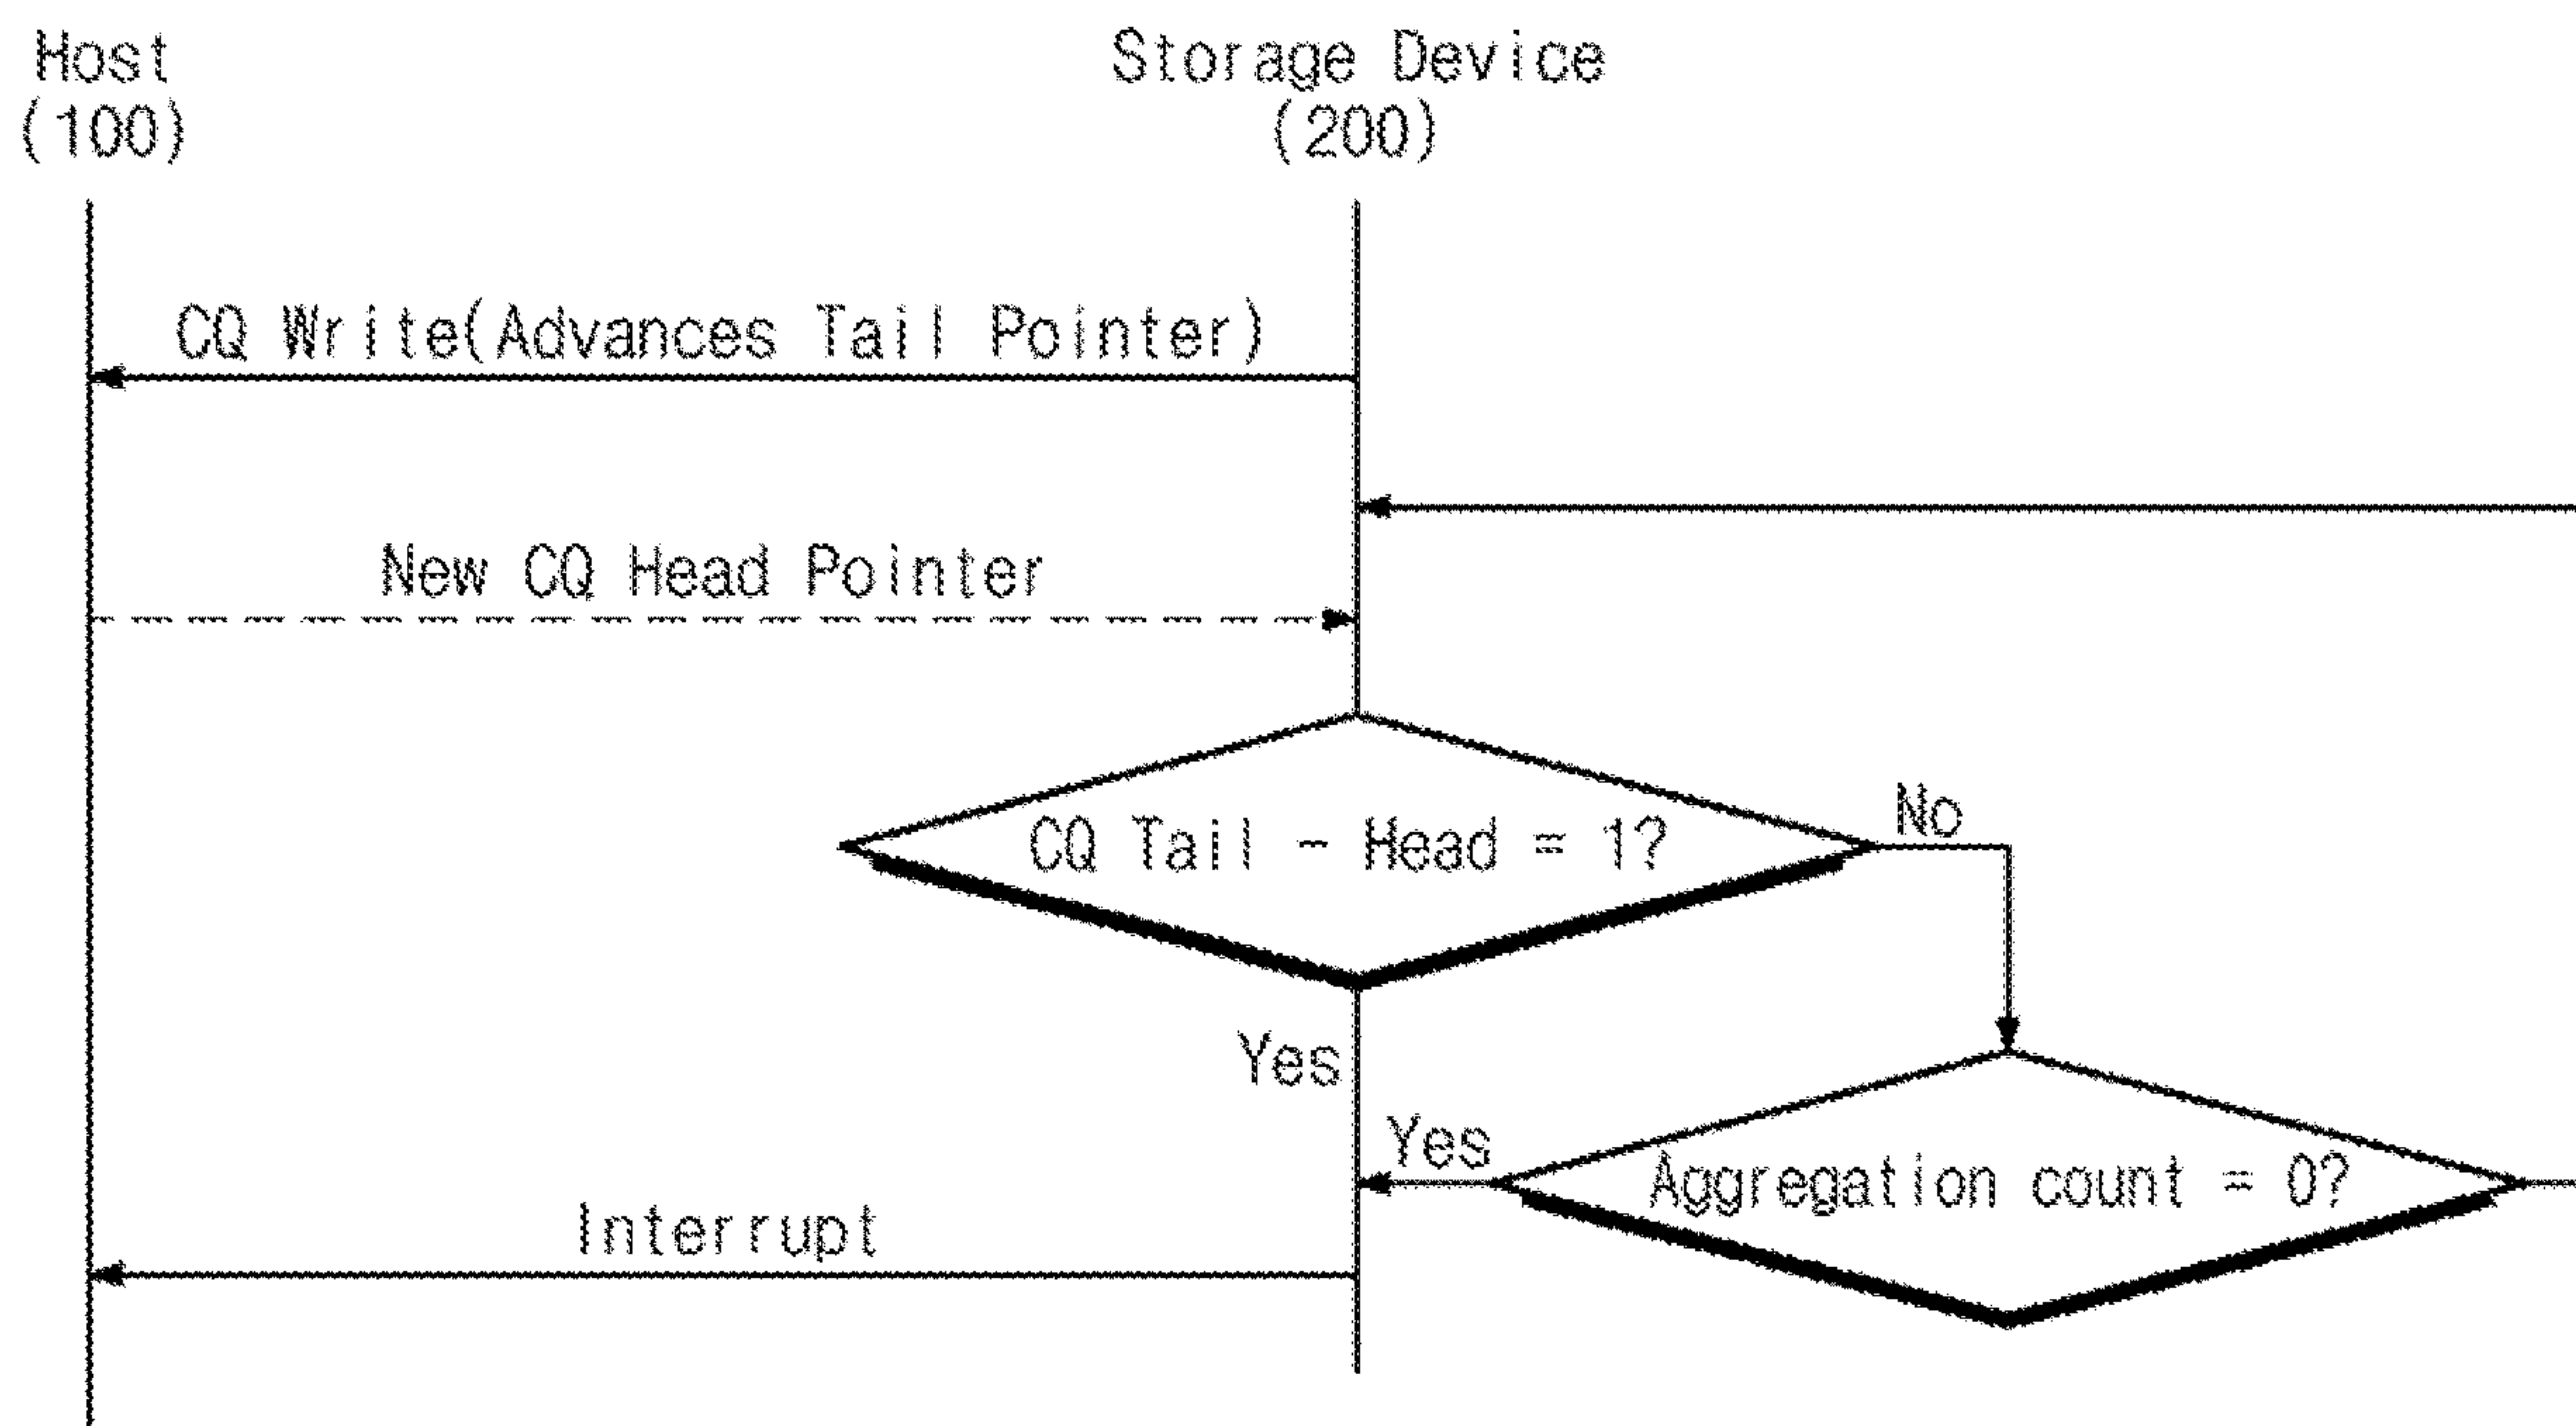 Host
(100)
Storage Device
(200)
CQ Write(Advances Tail Pointer)
New CQ Head Pointer
CQ Tail - Head = 1?
No
Yes
Yes
Aggregation count = 0?
Interrupt